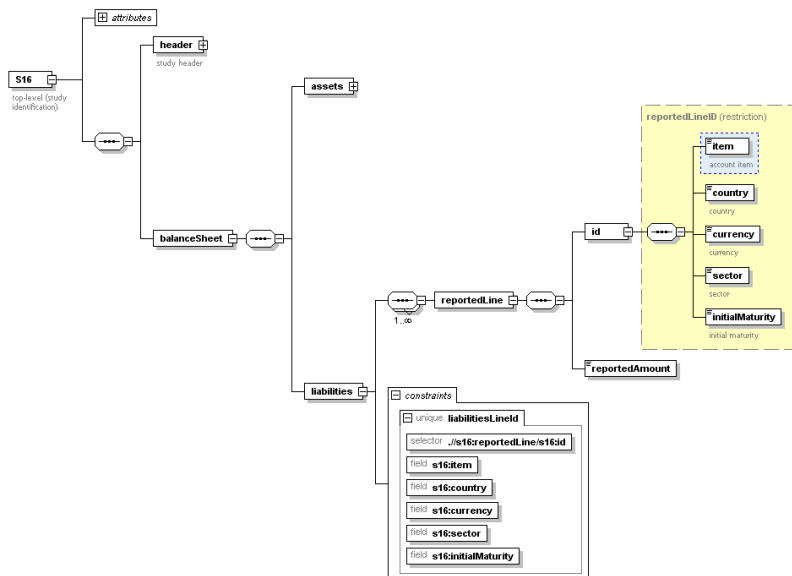 attributes
header
study header
S16
top-level (study
identification)
assets
reportedLineID (restriction)
item
account item
country
country
currency
currency
sector
sector
initialMaturity
initial maturity
id
balanceSheet
reportedLine
1..∞
reportedAmount
liabilities
constraints
unique liabilitiesLineId
selector .//s16:reportedLine/s16:id
field s16:item
field s16:country
field s16:currency
field s16:sector
field s16:initialMaturity